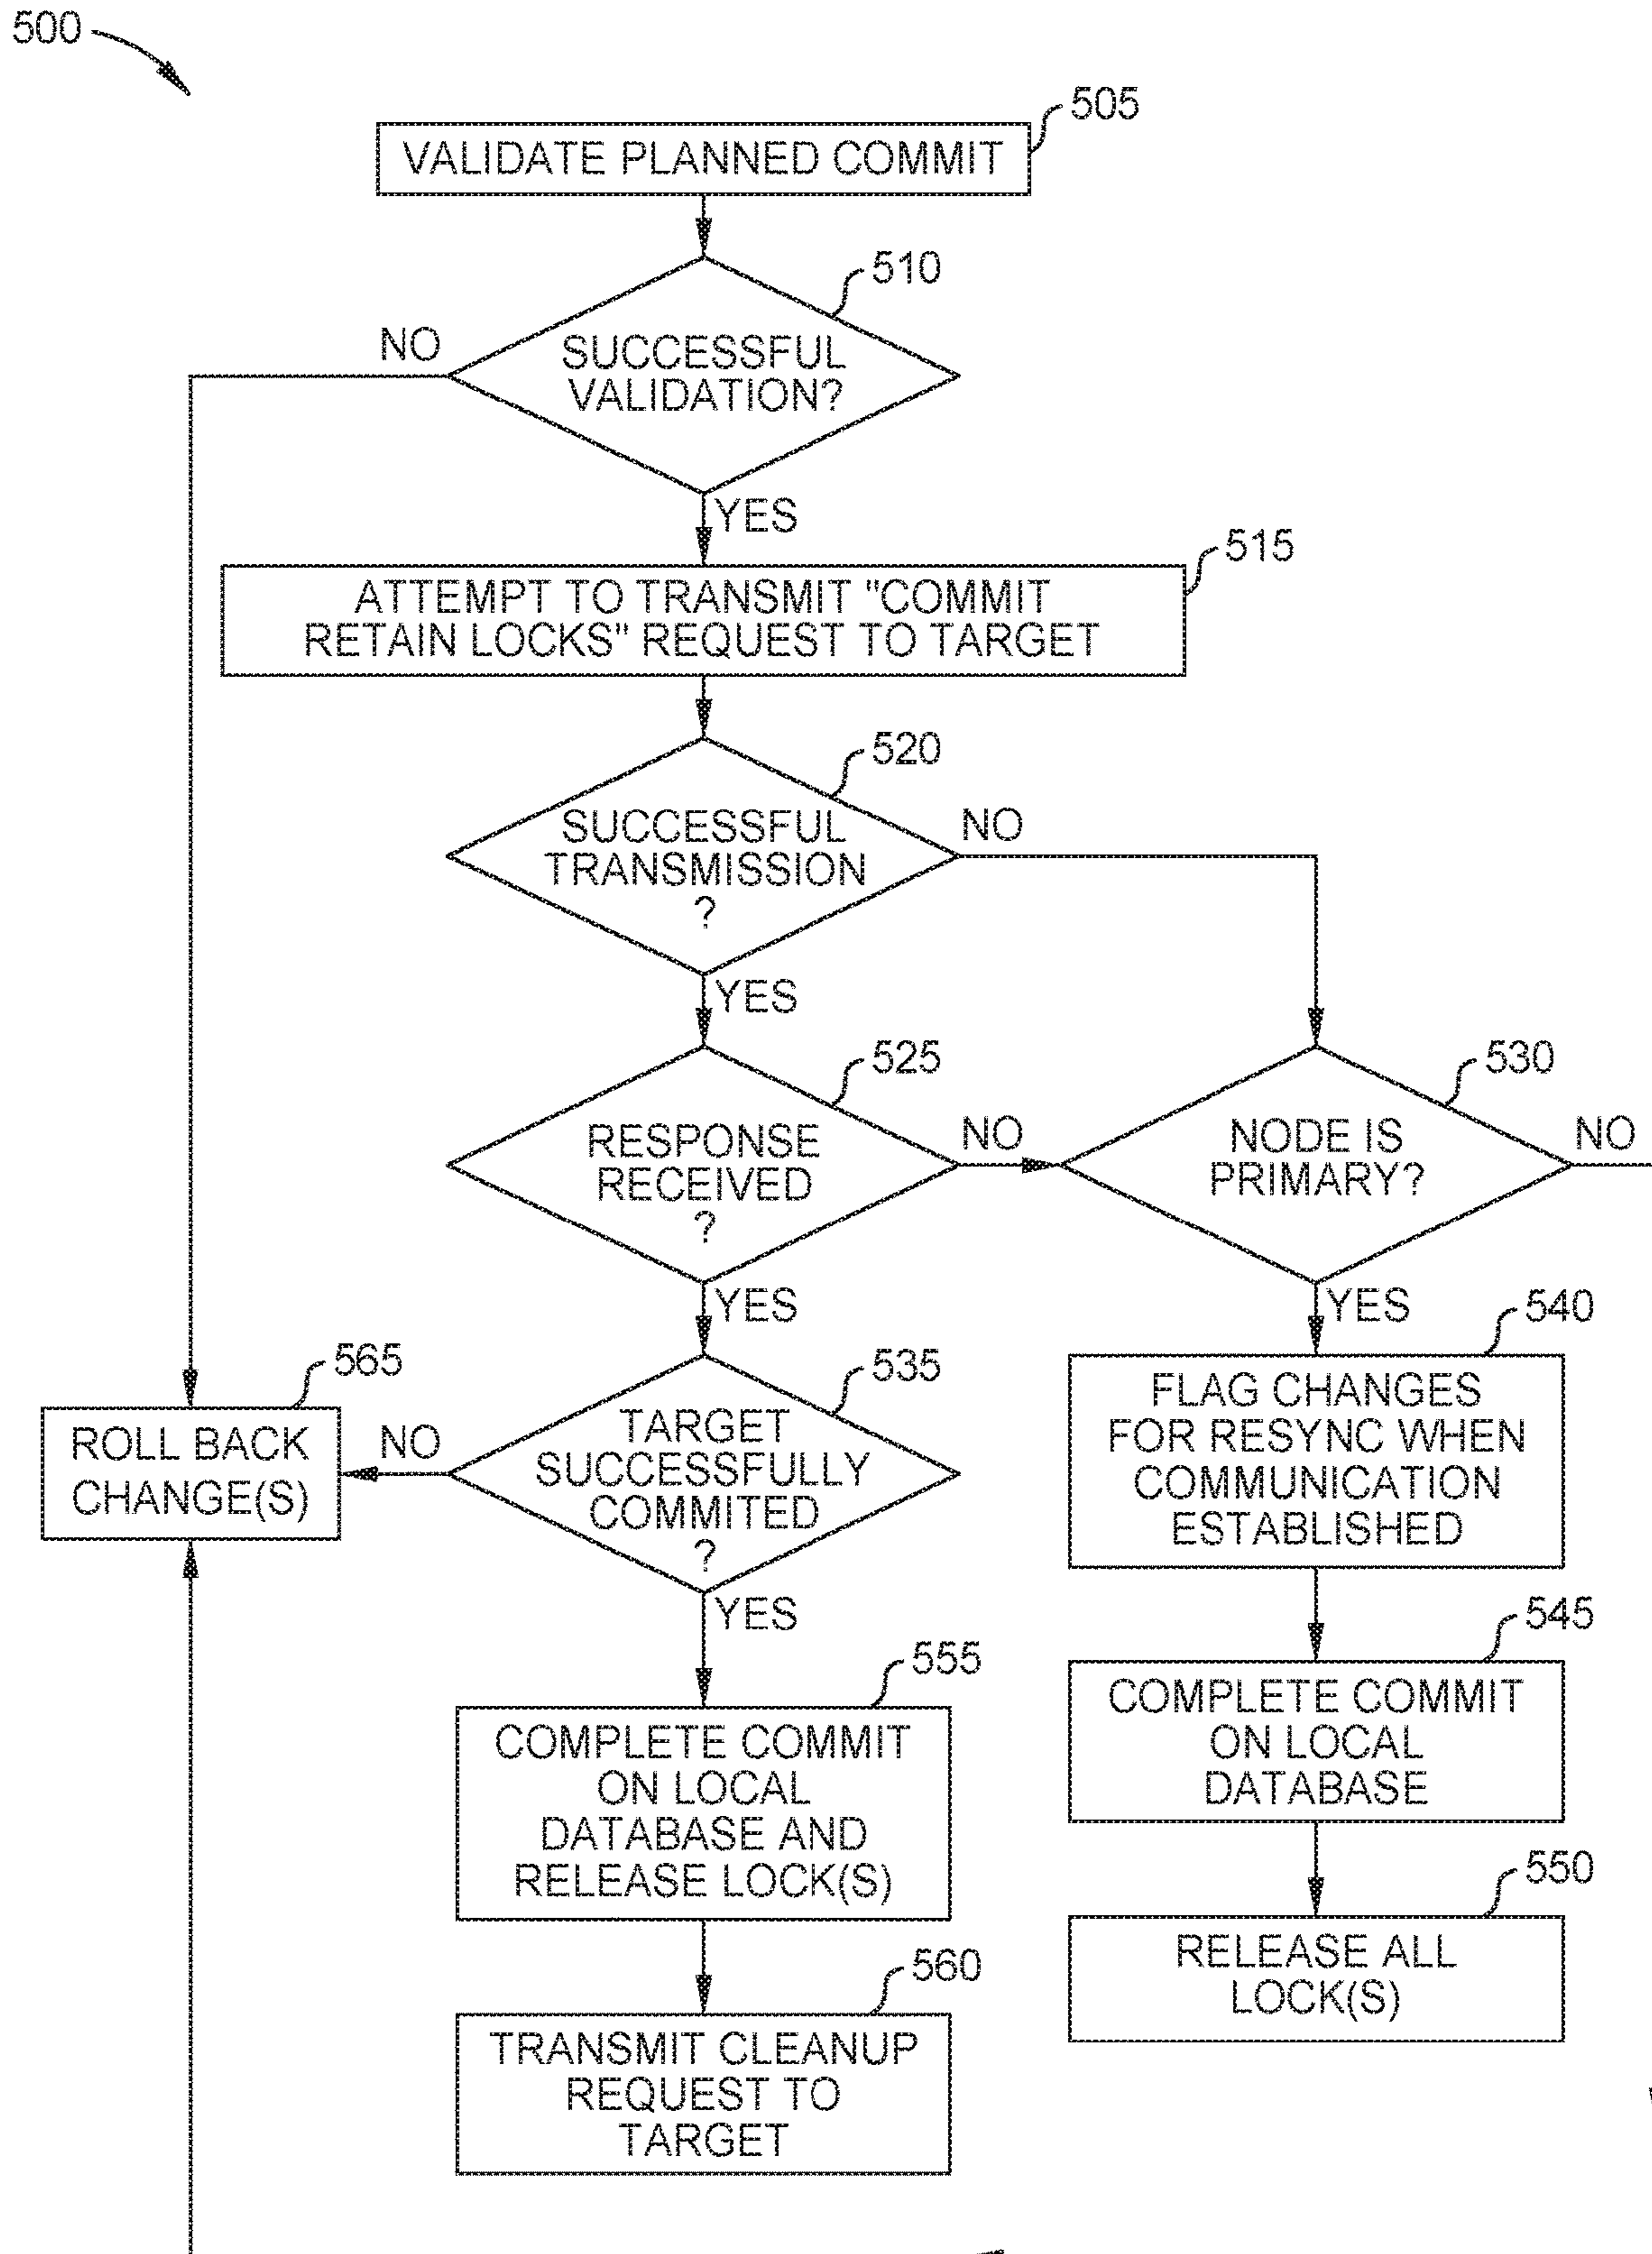 500
505
VALIDATE PLANNED COMMIT
510
NO
SUCCESSFUL
VALIDATION?
YES
515
ATTEMPT TO TRANSMIT "COMMIT
RETAIN LOCKS" REQUEST TO TARGET
520
SUCCESSFUL
TRANSMISSION
?
NO
YES
525
530
RESPONSE
RECEIVED
?
NO
NODE IS
PRIMARY?
NO
YES
YES
540
565
535
FLAG CHANGES
FOR RESYNC WHEN
COMMUNICATION
ESTABLISHED
ROLL BACK
CHANGE(S)
NO
TARGET
SUCCESSFULLY
COMMITED
?
YES
545
555
COMPLETE COMMIT
ON LOCAL
DATABASE
COMPLETE COMMIT
ON LOCAL
DATABASE AND
RELEASE LOCK(S)
550
RELEASE ALL
LOCK(S)
560
TRANSMIT CLEANUP
REQUEST TO
TARGET